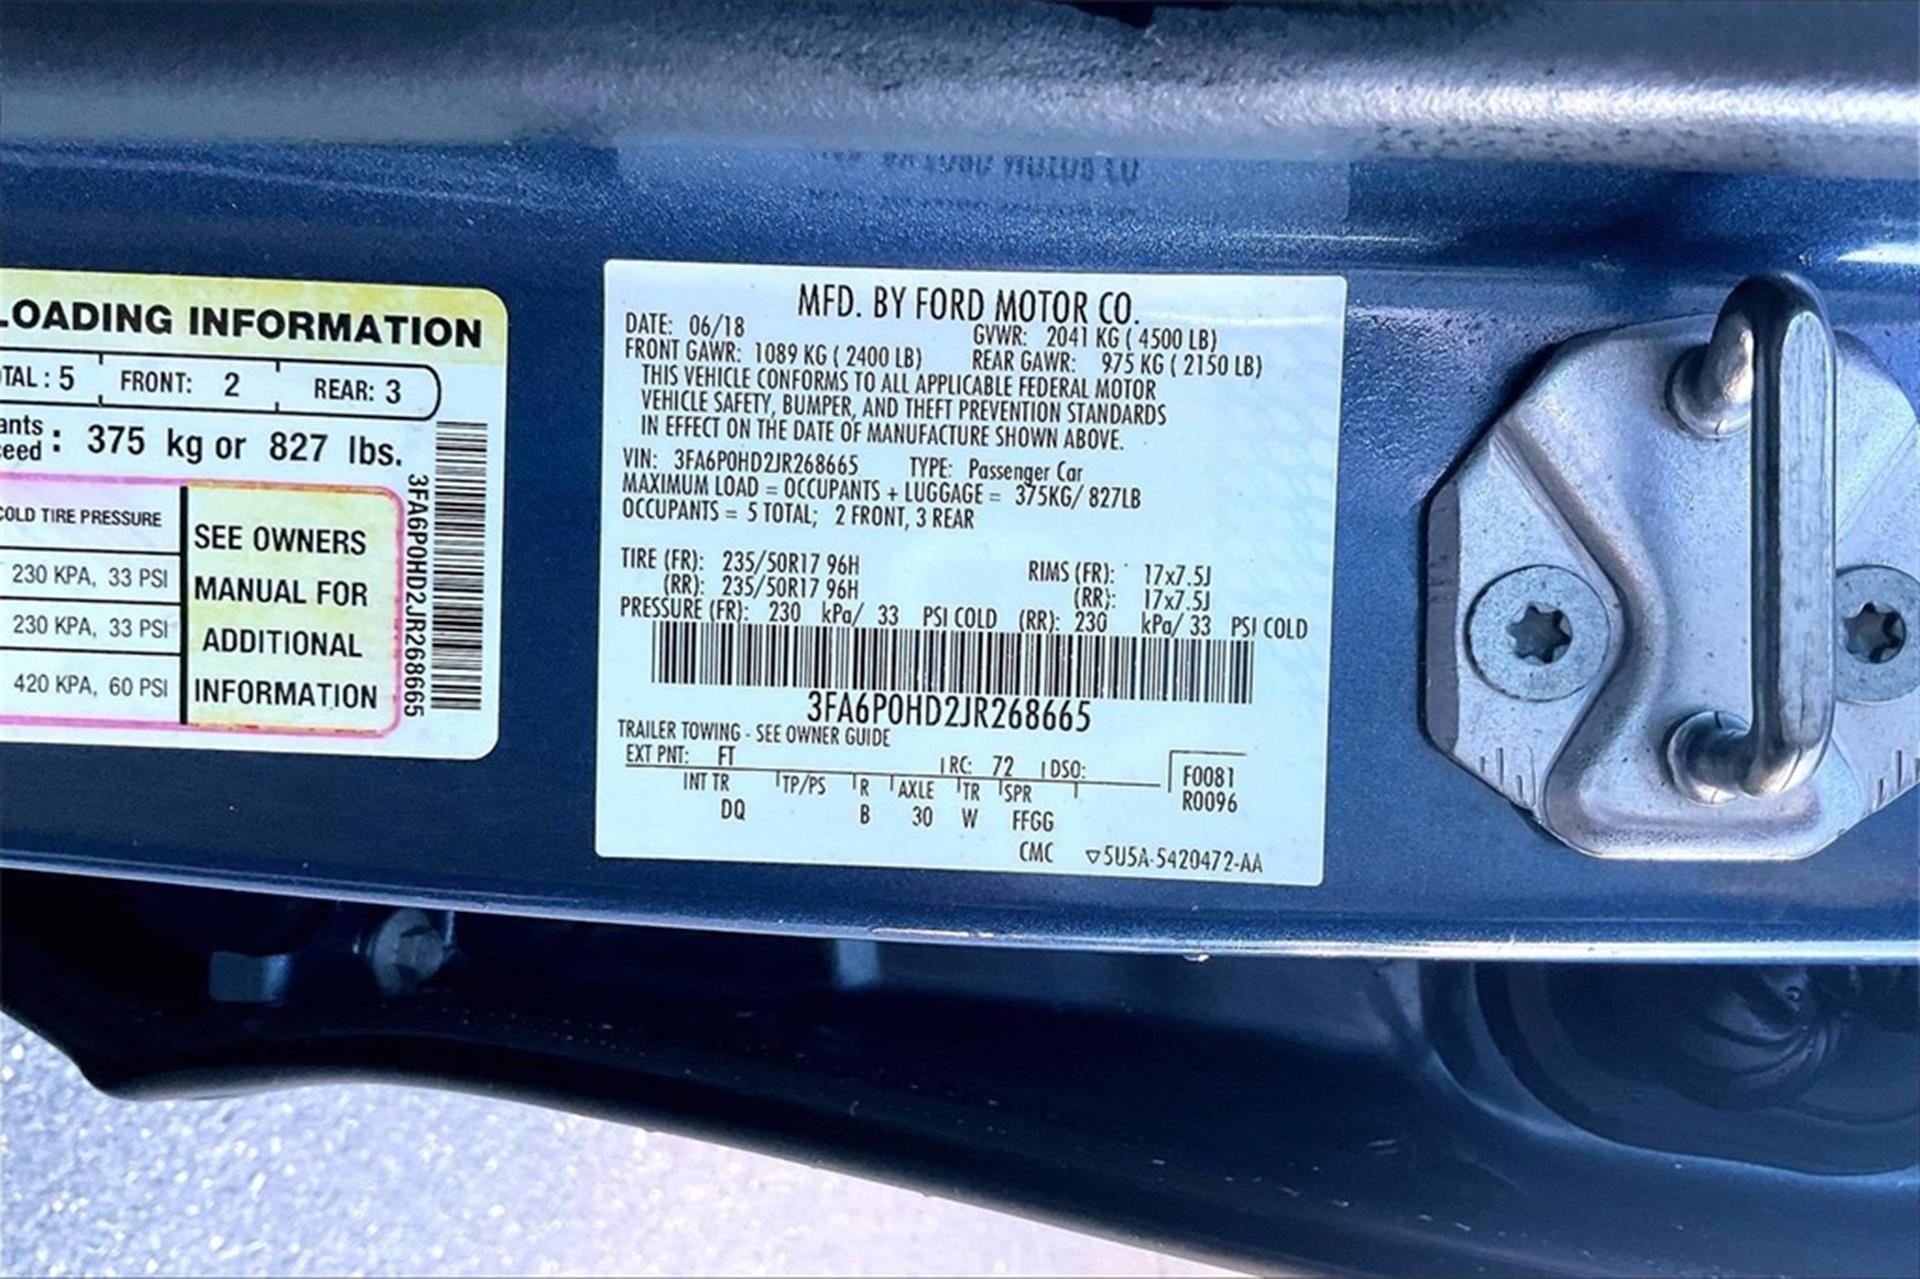 LOADING INFORMATION
TOTAL : 5 FRONT: 2 REAR: 3
: 375 kg or 827 lbs.
COLD TIRE PRESSURE
230 KPA, 33 PSI
230 KPA, 33 PSI
420 KPA, 60 PSI
SEE OWNERS
MANUAL FOR
ADDITIONAL
INFORMATION
3FA6P0HD2JR268665
MFD. BY FORD MOTOR CO.
DATE: 06/18 GVWR: 2041 KG ( 4500 LB)
FRONT GAWR: 1089 KG ( 2400 LB) REAR GAWR: 975 KG ( 2150 LB)
THIS VEHICLE CONFORMS TO ALL APPLICABLE FEDERAL MOTOR
VEHICLE SAFETY, BUMPER, AND THEFT PREVENTION STANDARDS
IN EFFECT ON THE DATE OF MANUFACTURE SHOWN ABOVE.
VIN: 3FA6P0HD2JR268665 TYPE: Passenger Car
MAXIMUM LOAD = OCCUPANTS + LUGGAGE = 375KG/ 827LB
OCCUPANTS = 5 TOTAL; 2 FRONT, 3 REAR
TIRE (FR): 235/50R17 96H RIMS (FR): 17x7.5J
(RR): 235/50R17 96H (RR): 17x7.5J
PRESSURE (FR): 230 kPa/ 33 PSI COLD (RR): 230 kPa/ 33 PSI COLD
3FA6P0HD2JR268665
TRAILER TOWING - SEE OWNER GUIDE
EXT PNT: FT RC: 72 DSO:
INT TR TP/PS R AXLE TR SPR
DQ B 30 W FFGG
F0081
R0096
CMC ▽5U5A-5420472-AA